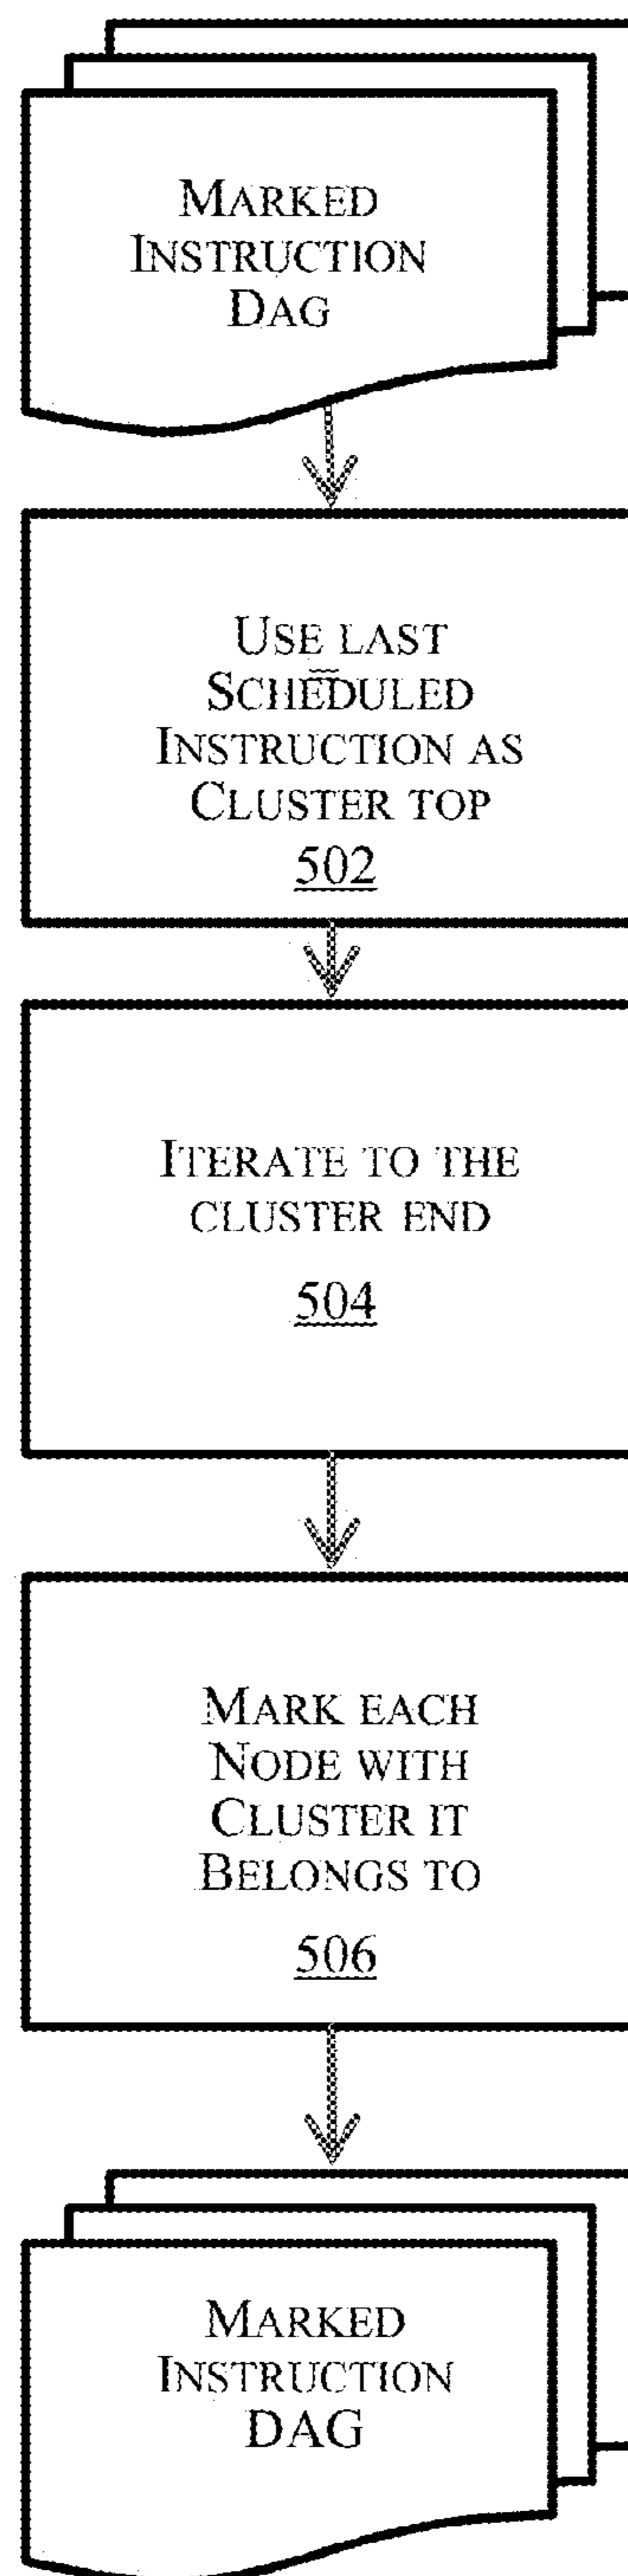 MARKED
INSTRUCTION
DAG
USE LAST
SCHEDULED
INSTRUCTION AS
CLUSTER TOP
502
ITERATE TO THE
CLUSTER END
504
MARK EACH
NODE WITH
CLUSTER IT
BELONGS TO
506
MARKED
INSTRUCTION
DAG